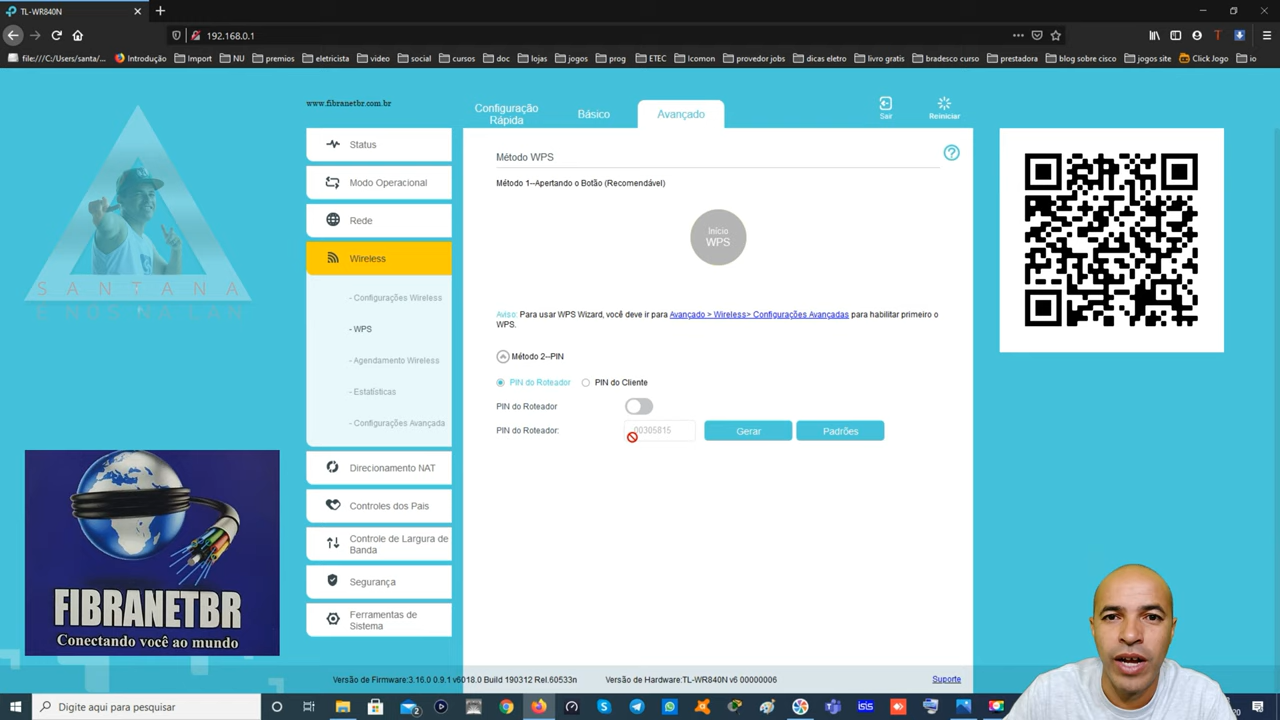 TL-WR840N
192.168.0.1
file:///C:/Users/santa/... Introdução Import NU premios eletricista video social cursos doc lojas jogos prog ETEC Icomon provedor jobs dicas eletro livro gratis bradesco curso prestadora blog sobre cisco jogos site Click Jogo io
www.fibranetbr.com.br
Configuração
Rápida
Básico
Avançado
Sair
Reiniciar
Status
Modo Operacional
Rede
Wireless
- Configurações Wireless
- WPS
- Agendamento Wireless
- Estatísticas
- Configurações Avançada
Direcionamento NAT
Controles dos Pais
Controle de Largura de
Banda
Segurança
Ferramentas de
Sistema
Método WPS
Método 1--Apertando o Botão (Recomendável)
Início
WPS
Aviso: Para usar WPS Wizard, você deve ir para Avançado > Wireless> Configurações Avançadas para habilitar primeiro o
WPS.
Método 2--PIN
PIN do Roteador PIN do Cliente
PIN do Roteador
PIN do Roteador: 00305815 Gerar Padrões
SANTANA
E NOS NA LAN
FIBRANETBR
Conectando você ao mundo
Versão de Firmware:3.16.0 0.9.1 v6018.0 Build 190312 Rel.60533n Versão de Hardware:TL-WR840N v6 00000006 Suporte
Digite aqui para pesquisar
isis